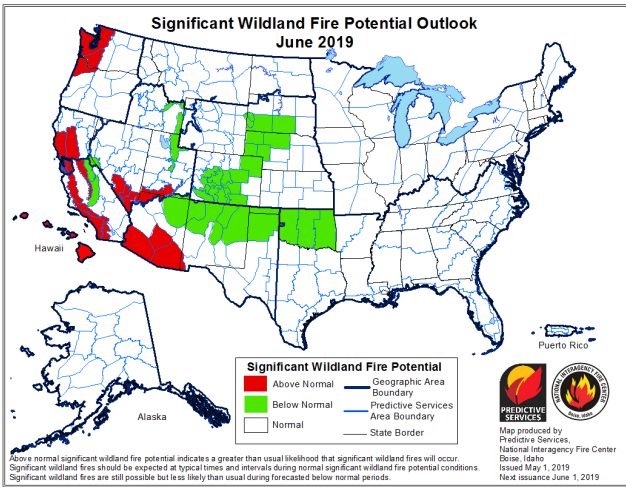 Significant Wildland Fire Potential Outlook
June 2019
Hawaii
Alaska
Puerto Rico
Significant Wildland Fire Potential
Above Normal
Below Normal
Normal
Geographic Area
Boundary
Predictive Services
Area Boundary
State Border
PREDICTIVE
SERVICES
NATIONAL INTERAGENCY FIRE CENTER
Boise, Idaho
Map produced by
Predictive Services,
National Interagency Fire Center
Boise, Idaho
Issued May 1, 2019
Next issuance June 1, 2019
Above normal significant wildland fire potential indicates a greater than usual likelihood that significant wildland fires will occur.
Significant wildland fires should be expected at typical times and intervals during normal significant wildland fire potential conditions.
Significant wildland fires are still possible but less likely than usual during forecasted below normal periods.